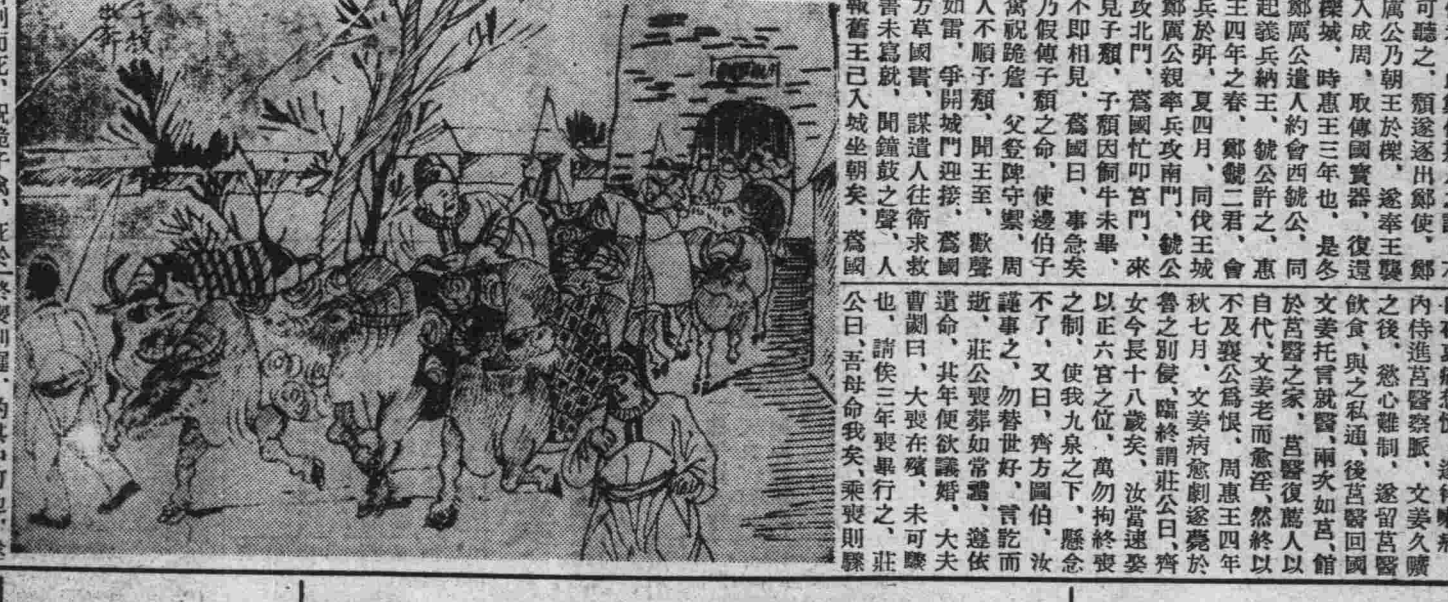 可聽之、頹遂逐出鄭使、鄭
厲公乃朝王於櫟、遂奉王襲
入成周、取傳國寶器、復還
櫟城、時惠王三年也、是冬
鄭厲公遣人約會西虢公、同
起義兵納王、虢公許之、惠
王四年之春、鄭虢二君、會
兵於弭、夏四月、同伐王城
鄭厲公親率兵攻南門、虢公
攻北門、蔿國忙叩宮門、來
見子頹、子頹因飼牛未畢、
不即相見、蔿國曰、事急矣
乃假傳子頹之命、使邊伯子
禽祝跪詹、父登陴守禦、周
人不順子頹、聞王至、歡聲
如雷、爭開城門迎接、蔿國
方草國書、謀遣人往衛求救
書未寫就、聞鐘鼓之聲、人
報舊王已入城坐朝矣、蔿國
子頹
出奔
刎而死、祝跪子禽、死於
內侍進莒醫察脈、文姜久曠
之後、慾心難制、遂留莒醫
飲食、與之私通、後莒醫回國
文姜托言就醫、兩次如莒、館
於莒醫之家、莒醫復薦人以
自代、文姜老而愈淫、然終以
不及襄公爲恨、周惠王四年
秋七月、文姜病愈劇遂薨於
魯之別寢、臨終謂莊公曰、齊
女今長十八歲矣、汝當速娶
以正六宮之位、萬勿拘終喪
之制、使我九泉之下、懸念
不了、又曰、齊方圖伯、汝
謹事之、勿替世好、言訖而
逝、莊公喪葬如常禮、遵依
遺命、其年便欲議婚、大夫
曹劌曰、大喪在殯、未可驟
也、請俟三年喪畢行之、莊
公曰、吾母命我矣、乘喪則驟